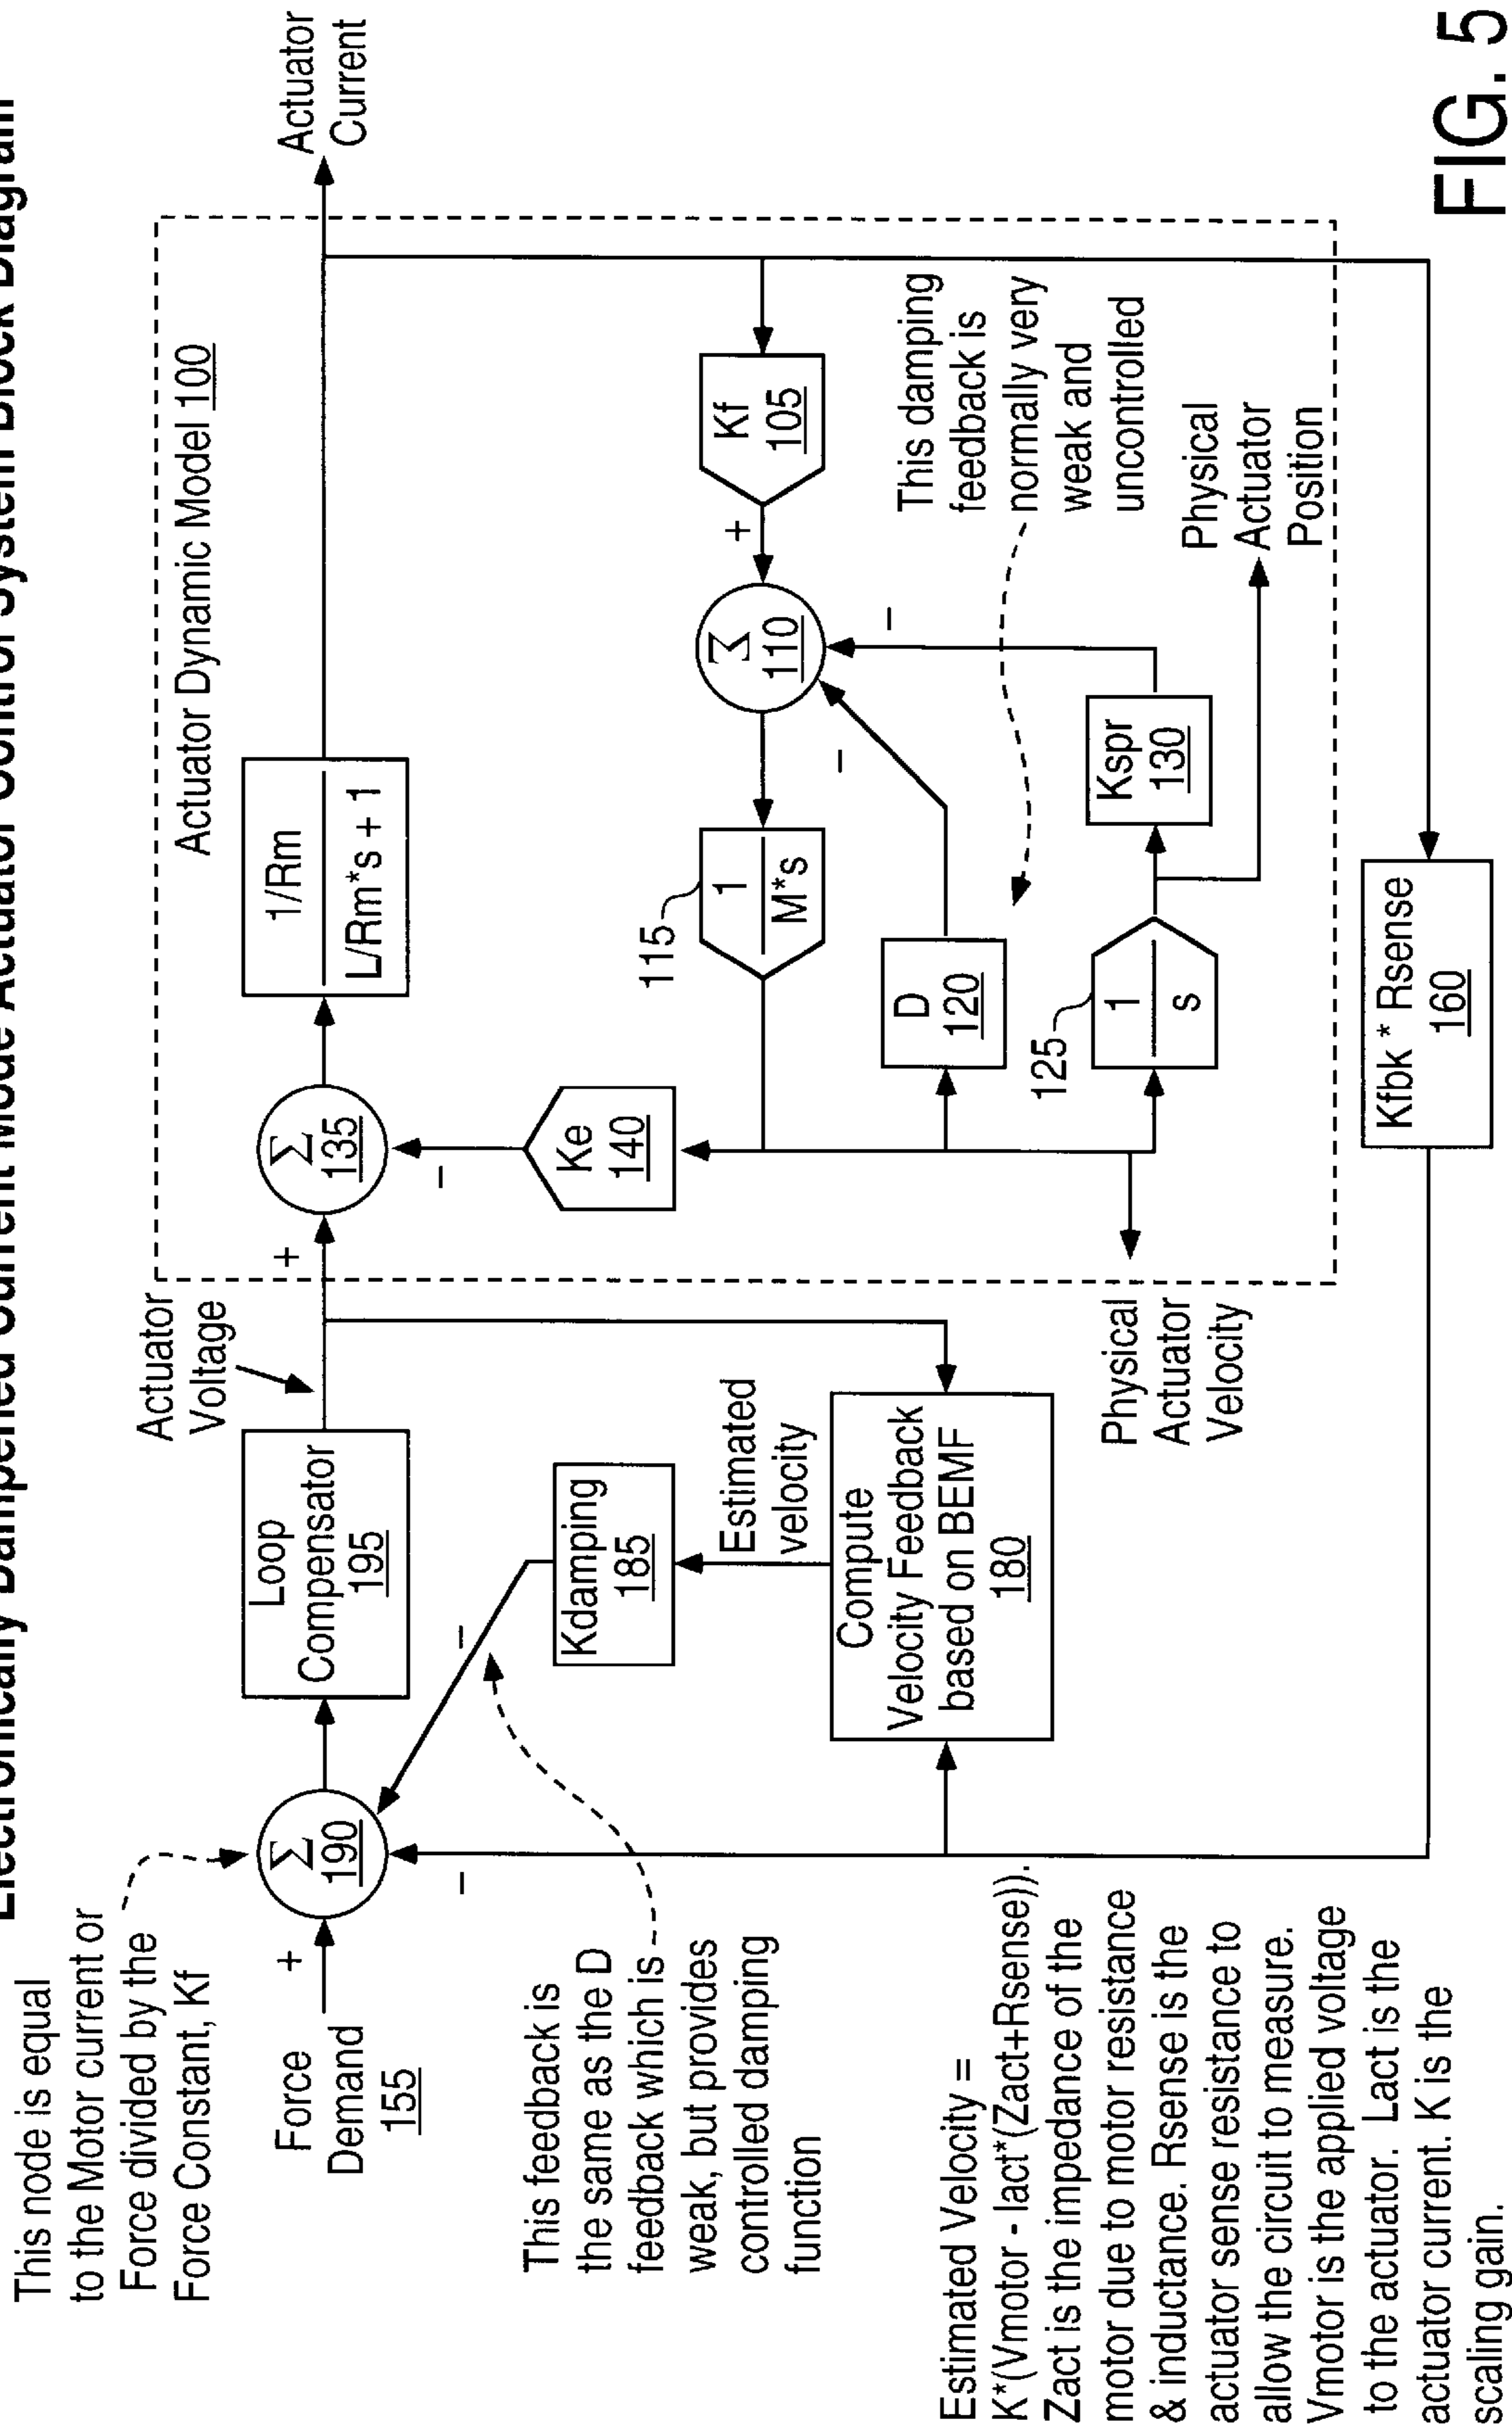 Electronically Dampened Current Mode Actuator Control System Block Diagram
This node is equal
to the Motor current or
Force divided by the
Force Constant, Kf
Force
Demand
155
+
Σ
190
−
−
Loop
Compensator
195
Actuator
Voltage
+
Σ
135
−
1/Rm
L/Rm*s + 1
Actuator Dynamic Model 100
Actuator
Current
This feedback is
the same as the D
feedback which is
weak, but provides
controlled damping
function
Kdamping
185
Estimated
velocity
Compute
Velocity Feedback
based on BEMF
180
Ke
140
115
1
M*s
Σ
110
+
−
−
Kf
105
D
120
This damping
feedback is
normally very
weak and
uncontrolled
125
1
s
Kspr
130
Physical
Actuator
Position
Physical
Actuator
Velocity
Kfbk * Rsense
160
Estimated Velocity =
K*(Vmotor - Iact*(Zact+Rsense)).
Zact is the impedance of the
motor due to motor resistance
& inductance. Rsense is the
actuator sense resistance to
allow the circuit to measure.
Vmotor is the applied voltage
to the actuator. Lact is the
actuator current. K is the
scaling gain.
FIG. 5